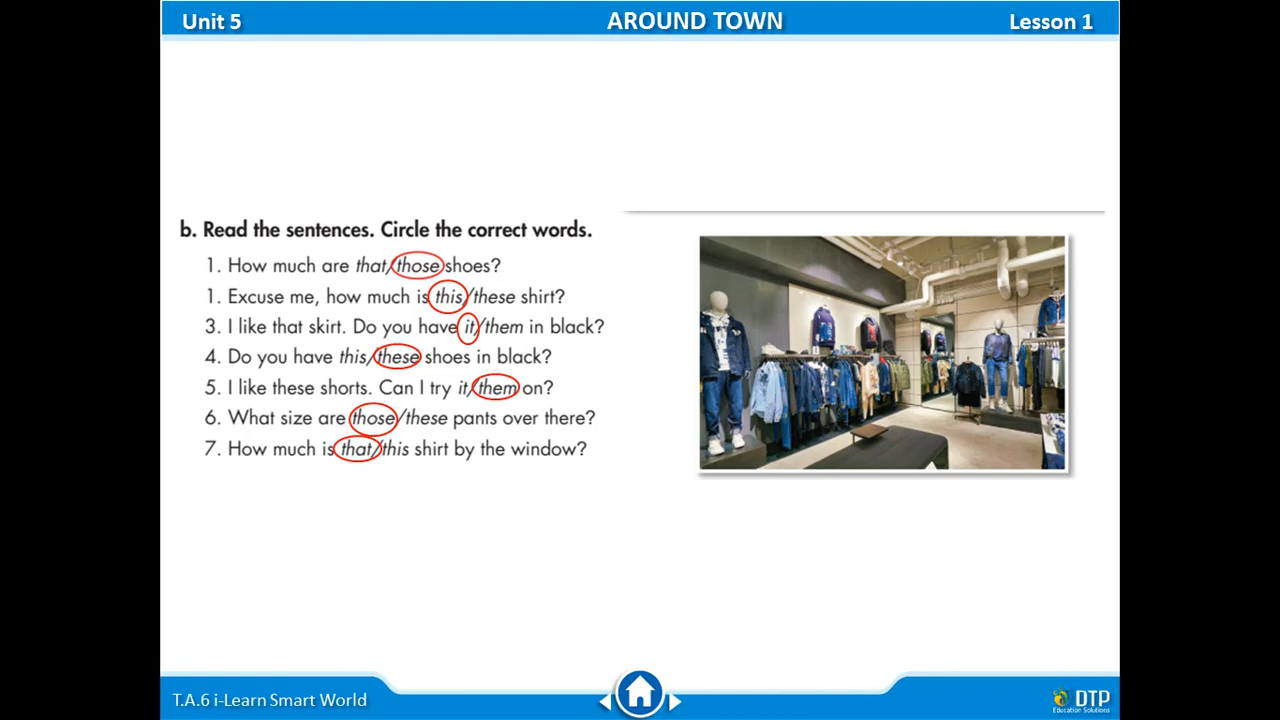 Unit 5 AROUND TOWN Lesson 1
b. Read the sentences. Circle the correct words.
1. How much are that/those shoes?
1. Excuse me, how much is this/these shirt?
3. I like that skirt. Do you have it/them in black?
4. Do you have this/these shoes in black?
5. I like these shorts. Can I try it/them on?
6. What size are those/these pants over there?
7. How much is that/this shirt by the window?
T.A.6 i-Learn Smart World
DTP
Education Solutions